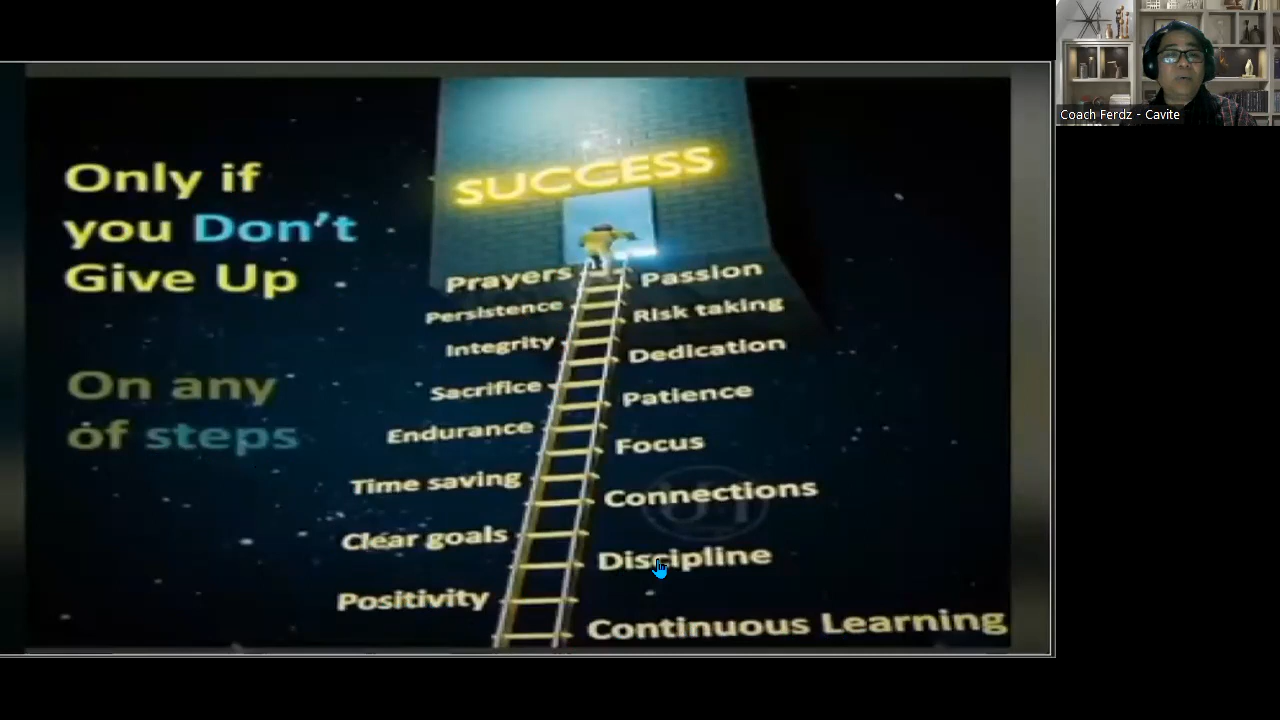 Coach Ferdz - Cavite
Only if
you Don't
Give Up
On any
of steps
SUCCESS
Prayers
Passion
Persistence
Risk taking
Integrity
Dedication
Sacrifice
Patience
Endurance
Focus
Time saving
Connections
Clear goals
Discipline
Positivity
Continuous Learning